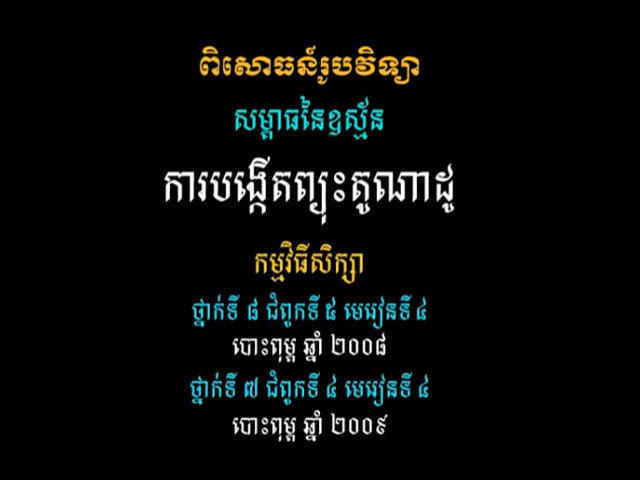 ពិសោធន៍រូបវិទ្យា
សម្ពាធនៃឧស្ម័ន
ការបង្កើតព្យុះតូណាដូ
កម្មវិធីសិក្សា
ថ្នាក់ទី ៨ ជំពូកទី ៥ មេរៀនទី ៤
បោះពុម្ព ឆ្នាំ ២០០៨
ថ្នាក់ទី ៧ ជំពូកទី ៤ មេរៀនទី ៤
បោះពុម្ព ឆ្នាំ ២០០៩